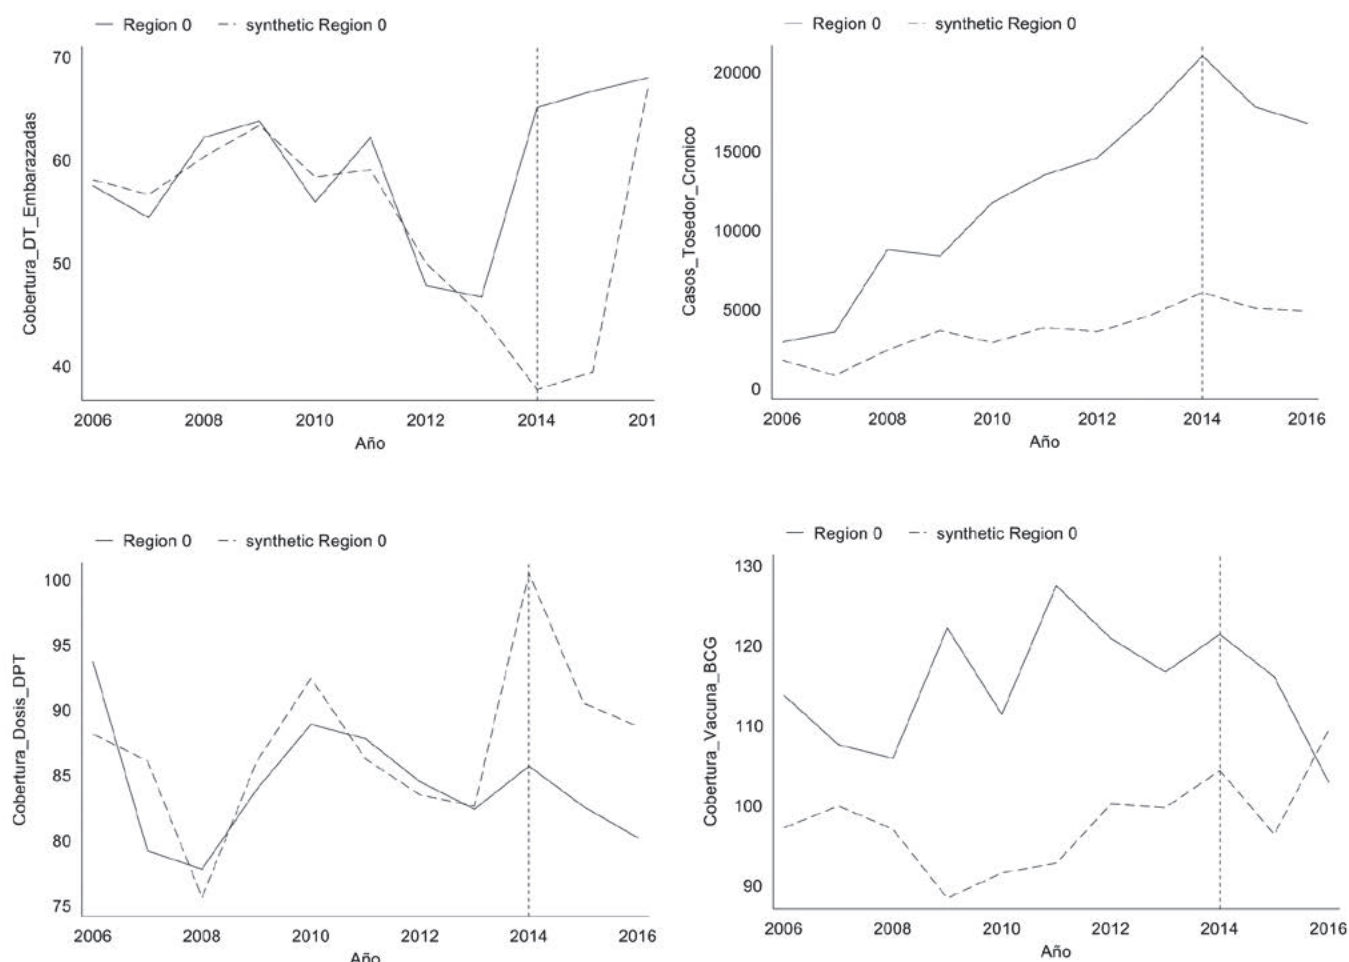 Region 0 synthetic Region 0
70
60
50
40
Cobertura_DT_Embarazadas
2006 2008 2010 2012 2014 201
Año
Region 0 synthetic Region 0
20000
15000
10000
5000
0
Casos_Tosedor_Cronico
2006 2008 2010 2012 2014 2016
Año
Region 0 synthetic Region 0
100
95
90
85
80
75
Cobertura_Dosis_DPT
2006 2008 2010 2012 2014 2016
Año
Region 0 synthetic Region 0
130
120
110
100
90
Cobertura_Vacuna_BCG
2006 2008 2010 2012 2014 2016
Año